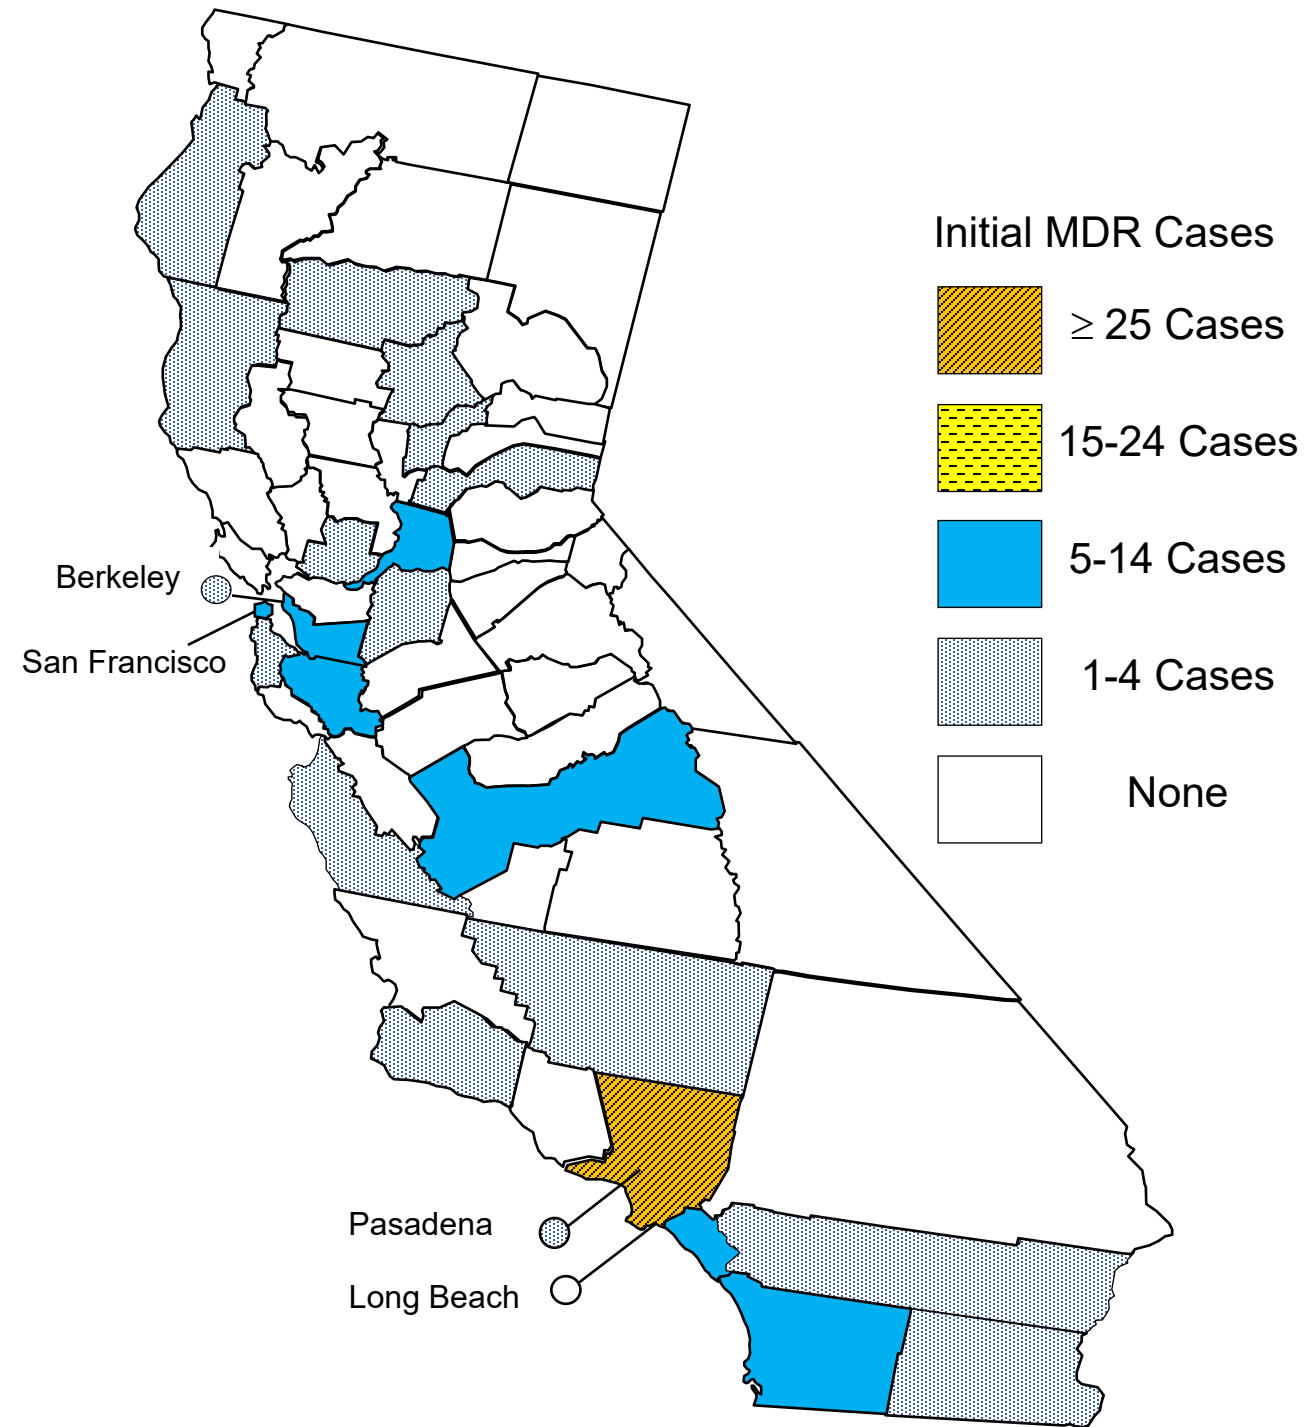 Initial MDR Cases
≥ 25 Cases
15-24 Cases
5-14 Cases
1-4 Cases
None
Berkeley
San Francisco
Pasadena
Long Beach